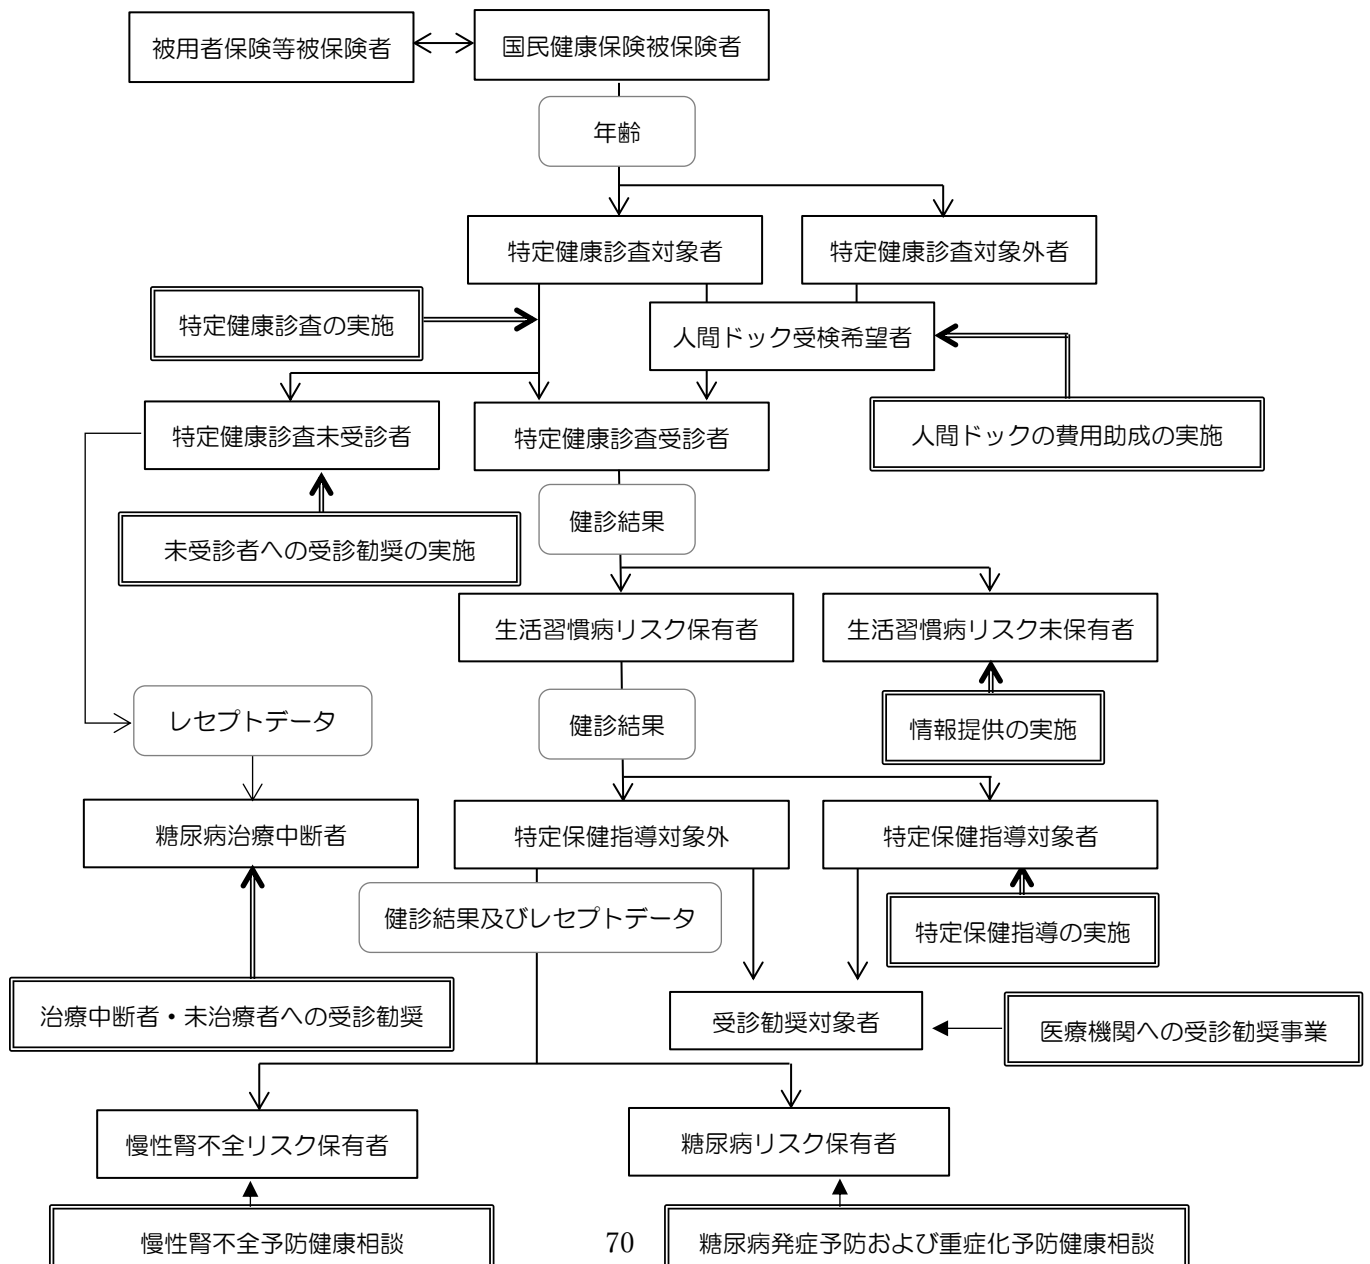 被用者保険等被保険者
国民健康保険被保険者
年齢
特定健康診査対象者
特定健康診査対象外者
特定健康診査の実施
人間ドック受検希望者
特定健康診査未受診者
特定健康診査受診者
人間ドックの費用助成の実施
未受診者への受診勧奨の実施
健診結果
生活習慣病リスク保有者
生活習慣病リスク未保有者
レセプトデータ
健診結果
情報提供の実施
糖尿病治療中断者
特定保健指導対象外
特定保健指導対象者
健診結果及びレセプトデータ
特定保健指導の実施
治療中断者・未治療者への受診勧奨
受診勧奨対象者
医療機関への受診勧奨事業
慢性腎不全リスク保有者
糖尿病リスク保有者
慢性腎不全予防健康相談
70
糖尿病発症予防および重症化予防健康相談